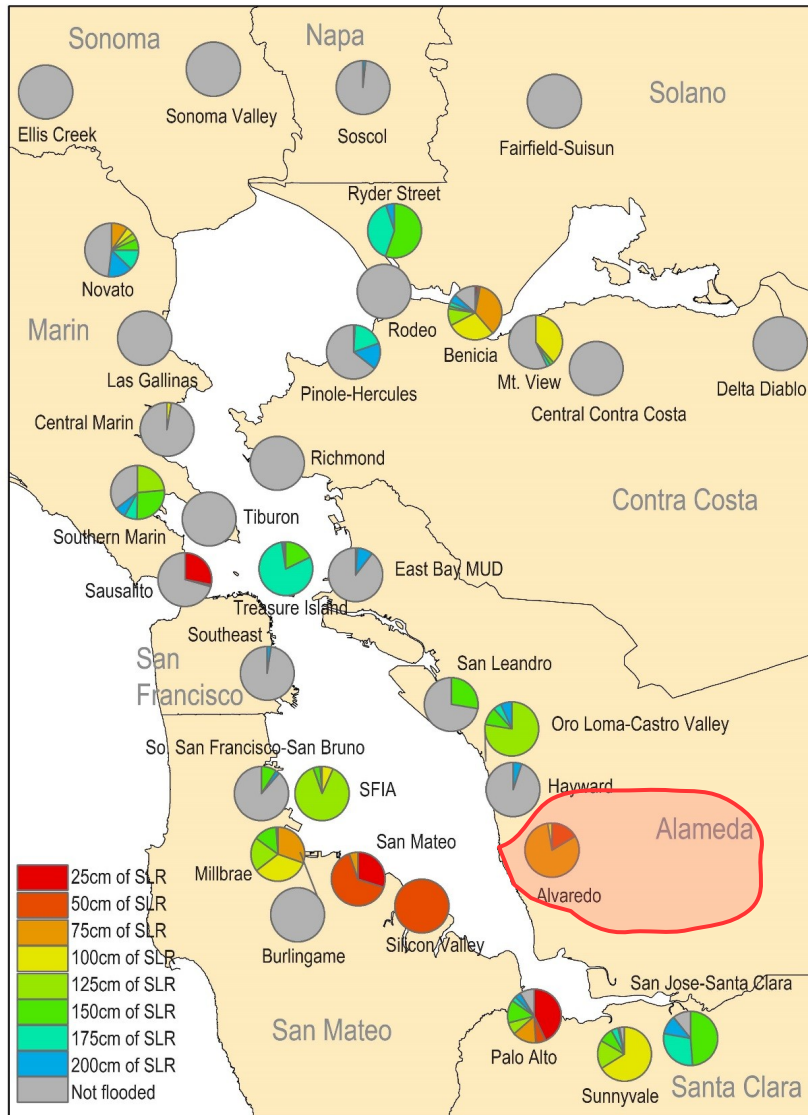 Sonoma
Napa
Solano
Ellis Creek
Sonoma Valley
Soscol
Fairfield-Suisun
Ryder Street
Novato
Rodeo
Benicia
Marin
Las Gallinas
Pinole-Hercules
Mt. View
Central Contra Costa
Delta Diablo
Central Marin
Richmond
Contra Costa
Southern Marin
Tiburon
Sausalito
Treasure Island
East Bay MUD
Southeast
San
Francisco
San Leandro
Oro Loma-Castro Valley
So. San Francisco-San Bruno
SFIA
Hayward
Alameda
San Mateo
Millbrae
Alvaredo
Burlingame
Silicon Valley
25cm of SLR
50cm of SLR
75cm of SLR
100cm of SLR
125cm of SLR
150cm of SLR
175cm of SLR
200cm of SLR
Not flooded
San Mateo
Palo Alto
San Jose-Santa Clara
Sunnyvale
Santa Clara